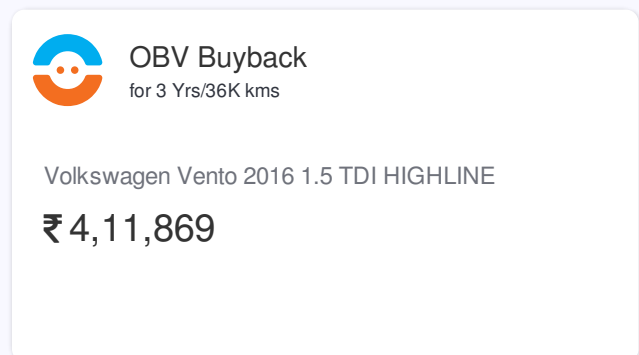 OBV Buyback
for 3 Yrs/36K kms
Volkswagen Vento 2016 1.5 TDI HIGHLINE
₹ 4,11,869